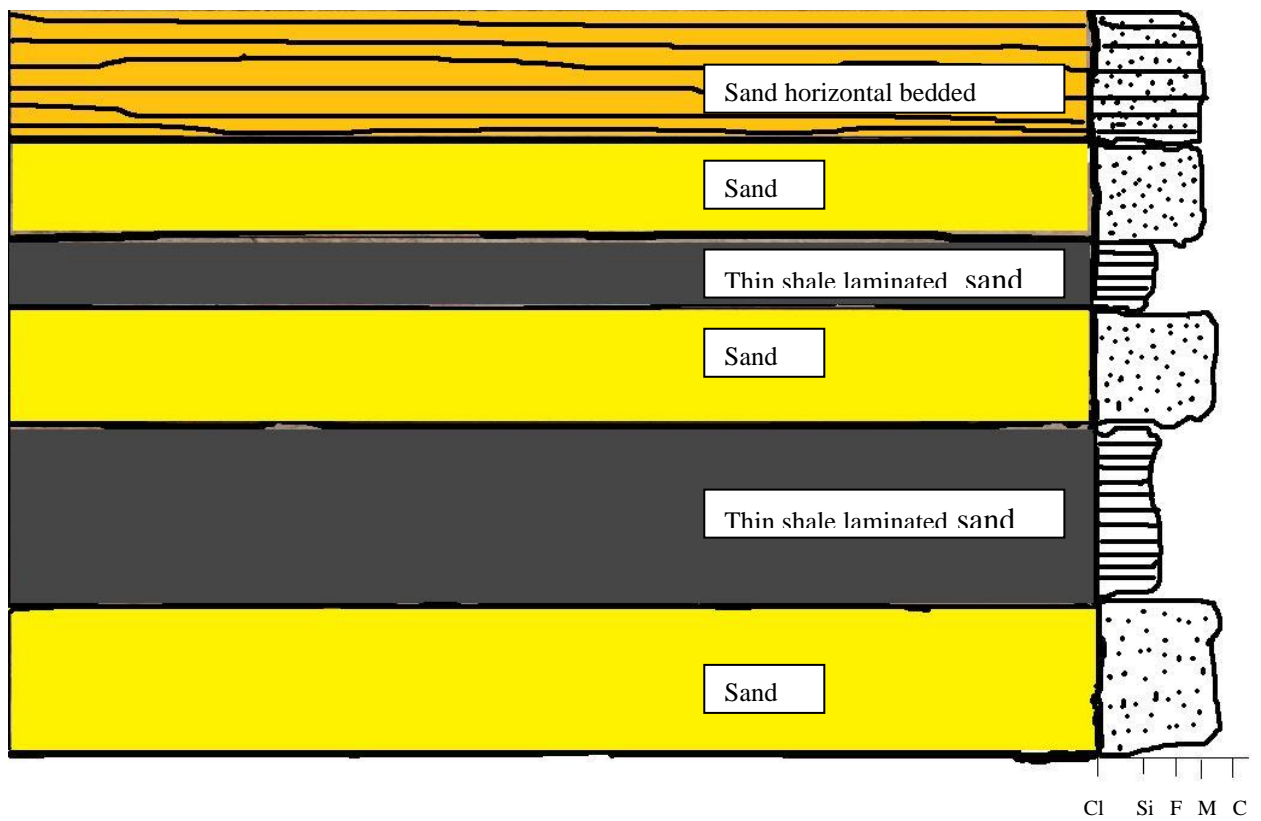 Sand horizontal bedded
Sand
Thin shale laminated sand
Sand
Thin shale laminated sand
Sand
Cl Si F M C